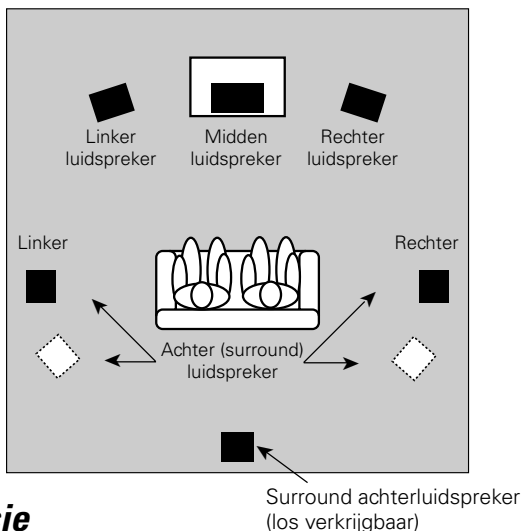 Linker
luidspreker
Midden
luidspreker
Rechter
luidspreker
Linker
Rechter
Achter (surround)
luidspreker
Surround achterluidspreker
(los verkrijgbaar)